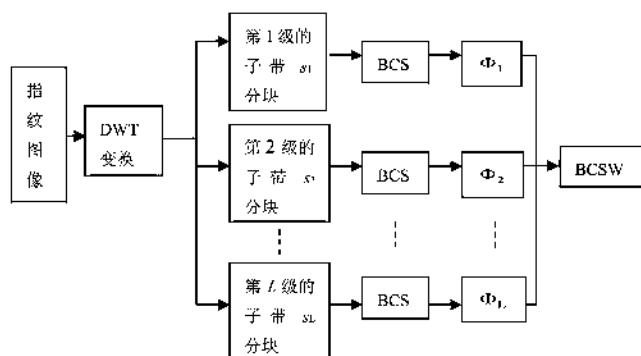 指
纹
图
像
DWT
变换
第1级的
子带 s1
分块
BCS
Φ1
第2级的
子带 s2
分块
BCS
Φ2
BCSW
第L级的
子带 sL
分块
BCS
ΦL